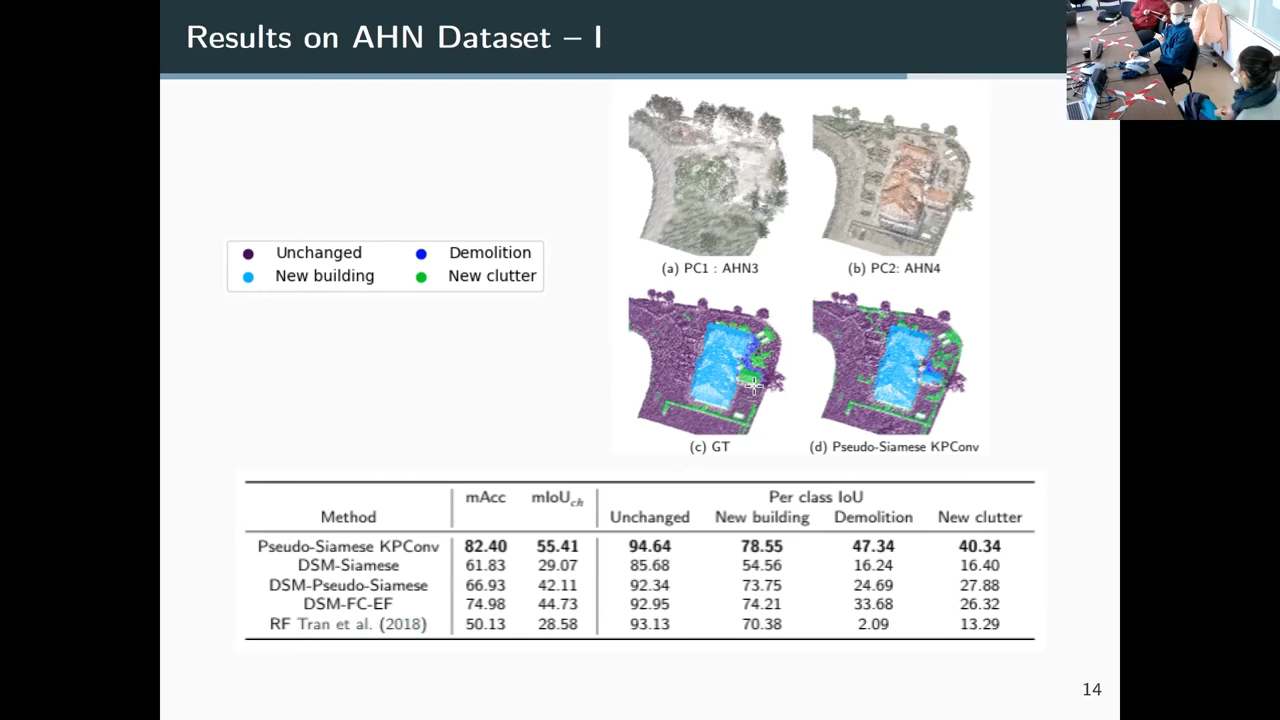 Results on AHN Dataset – I
Unchanged Demolition
New building New clutter
(a) PC1 : AHN3 (b) PC2: AHN4
(c) GT (d) Pseudo-Siamese KPConv
mAcc mIoU_ch Per class IoU
Method Unchanged New building Demolition New clutter
Pseudo-Siamese KPConv 82.40 55.41 94.64 78.55 47.34 40.34
DSM-Siamese 61.83 29.07 85.68 54.56 16.24 16.40
DSM-Pseudo-Siamese 66.93 42.11 92.34 73.75 24.69 27.88
DSM-FC-EF 74.98 44.73 92.95 74.21 33.68 26.32
RF Tran et al. (2018) 50.13 28.58 93.13 70.38 2.09 13.29
14